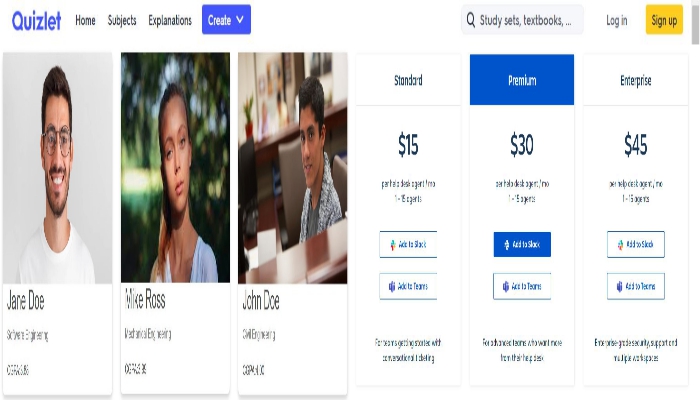 Quizlet
Home
Subjects
Explanations
Create
Study sets, textbooks, ...
Log in
Sign up
Jane Doe
Software Engineering
Mike Ross
Mechanical Engineering
John Doe
Civil Engineering
Standard
$15
per help desk agent / mo
1 - 15 agents
Add to Slack
Add to Teams
For teams getting started with
conversational ticketing
Premium
$30
per help desk agent / mo
1 - 15 agents
Add to Slack
Add to Teams
For advanced teams who want more
from their help desk
Enterprise
$45
per help desk agent / mo
1 - 15 agents
Add to Slack
Add to Teams
Enterprise-grade security, support and
multiple workspaces